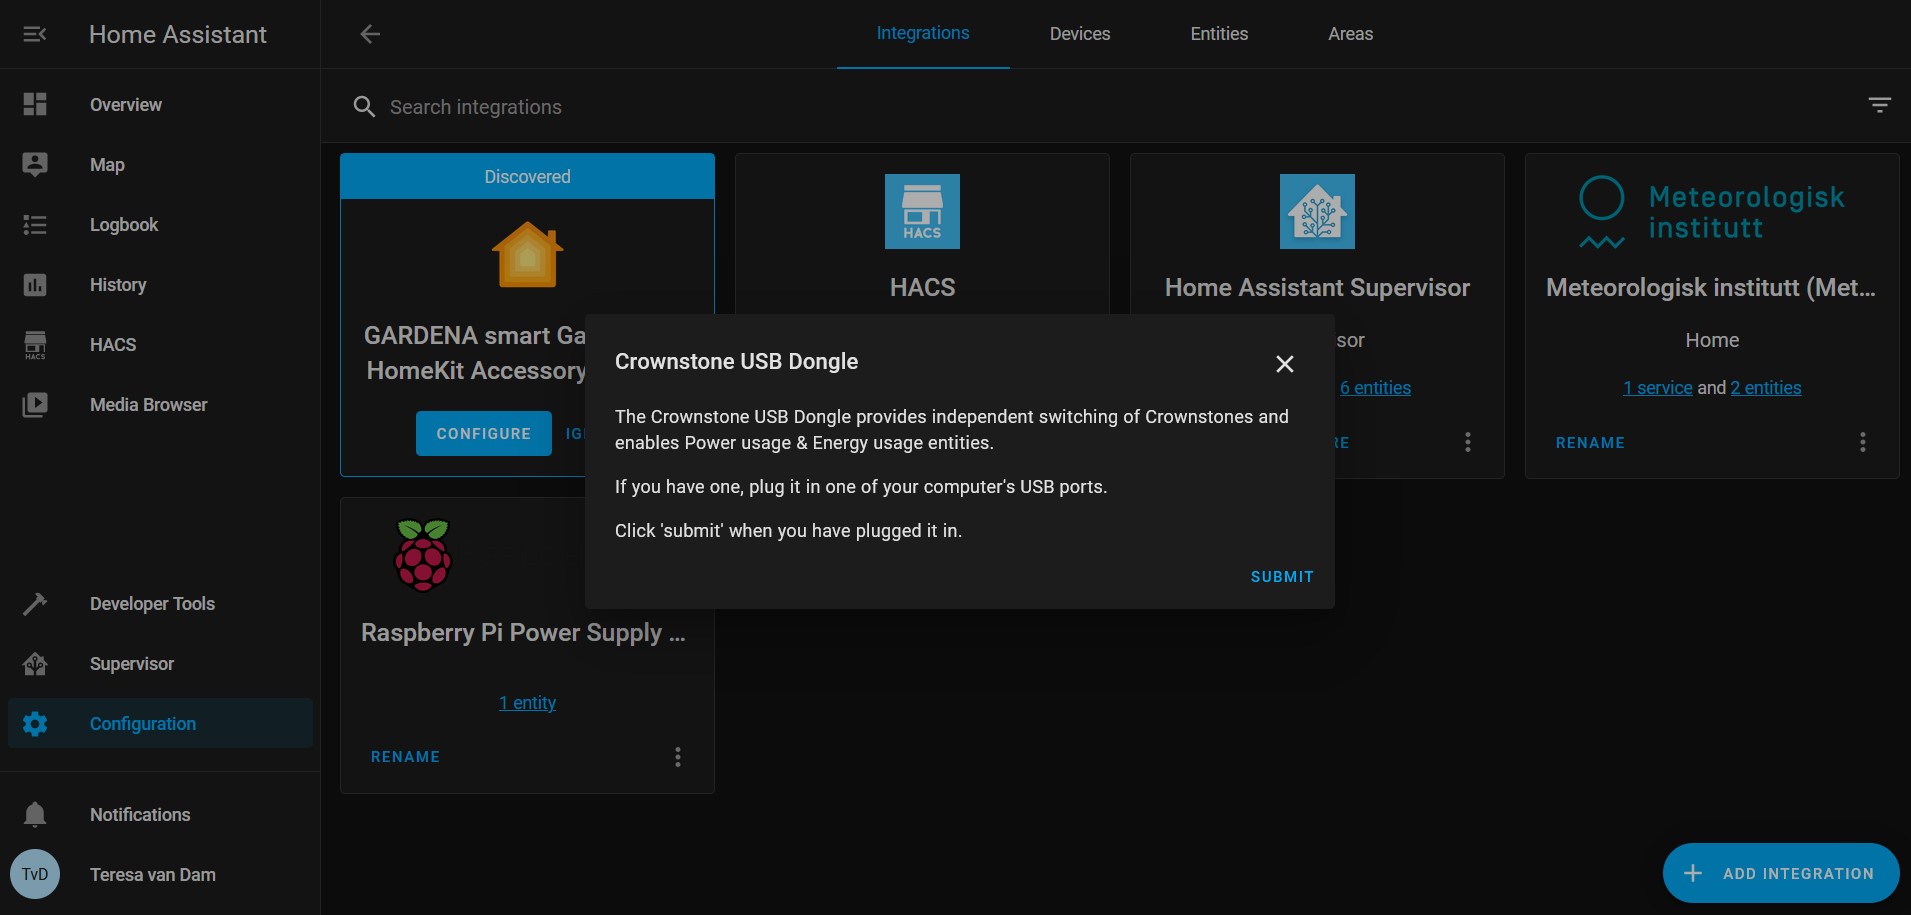 Home Assistant
Integrations
Devices
Entities
Areas
Overview
Map
Logbook
History
HACS
Media Browser
Developer Tools
Supervisor
Configuration
Notifications
TvD
Teresa van Dam
Search integrations
Discovered
GARDENA smart Ga
HomeKit Accessory
CONFIGURE
HACS
HACS
Home Assistant Supervisor
sor
6 entities
Meteorologisk
institutt
Meteorologisk institutt (Met...
Home
1 service and 2 entities
RENAME
Crownstone USB Dongle
The Crownstone USB Dongle provides independent switching of Crownstones and
enables Power usage & Energy usage entities.
If you have one, plug it in one of your computer's USB ports.
Click 'submit' when you have plugged it in.
SUBMIT
Raspberry Pi Power Supply ...
1 entity
RENAME
ADD INTEGRATION